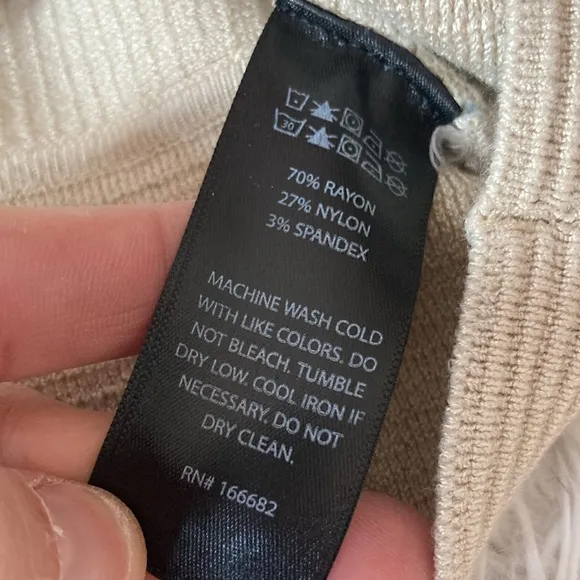 30
70% RAYON
27% NYLON
3% SPANDEX
MACHINE WASH COLD
WITH LIKE COLORS. DO
NOT BLEACH. TUMBLE
DRY LOW. COOL IRON IF
NECESSARY. DO NOT
DRY CLEAN.
RN# 166682